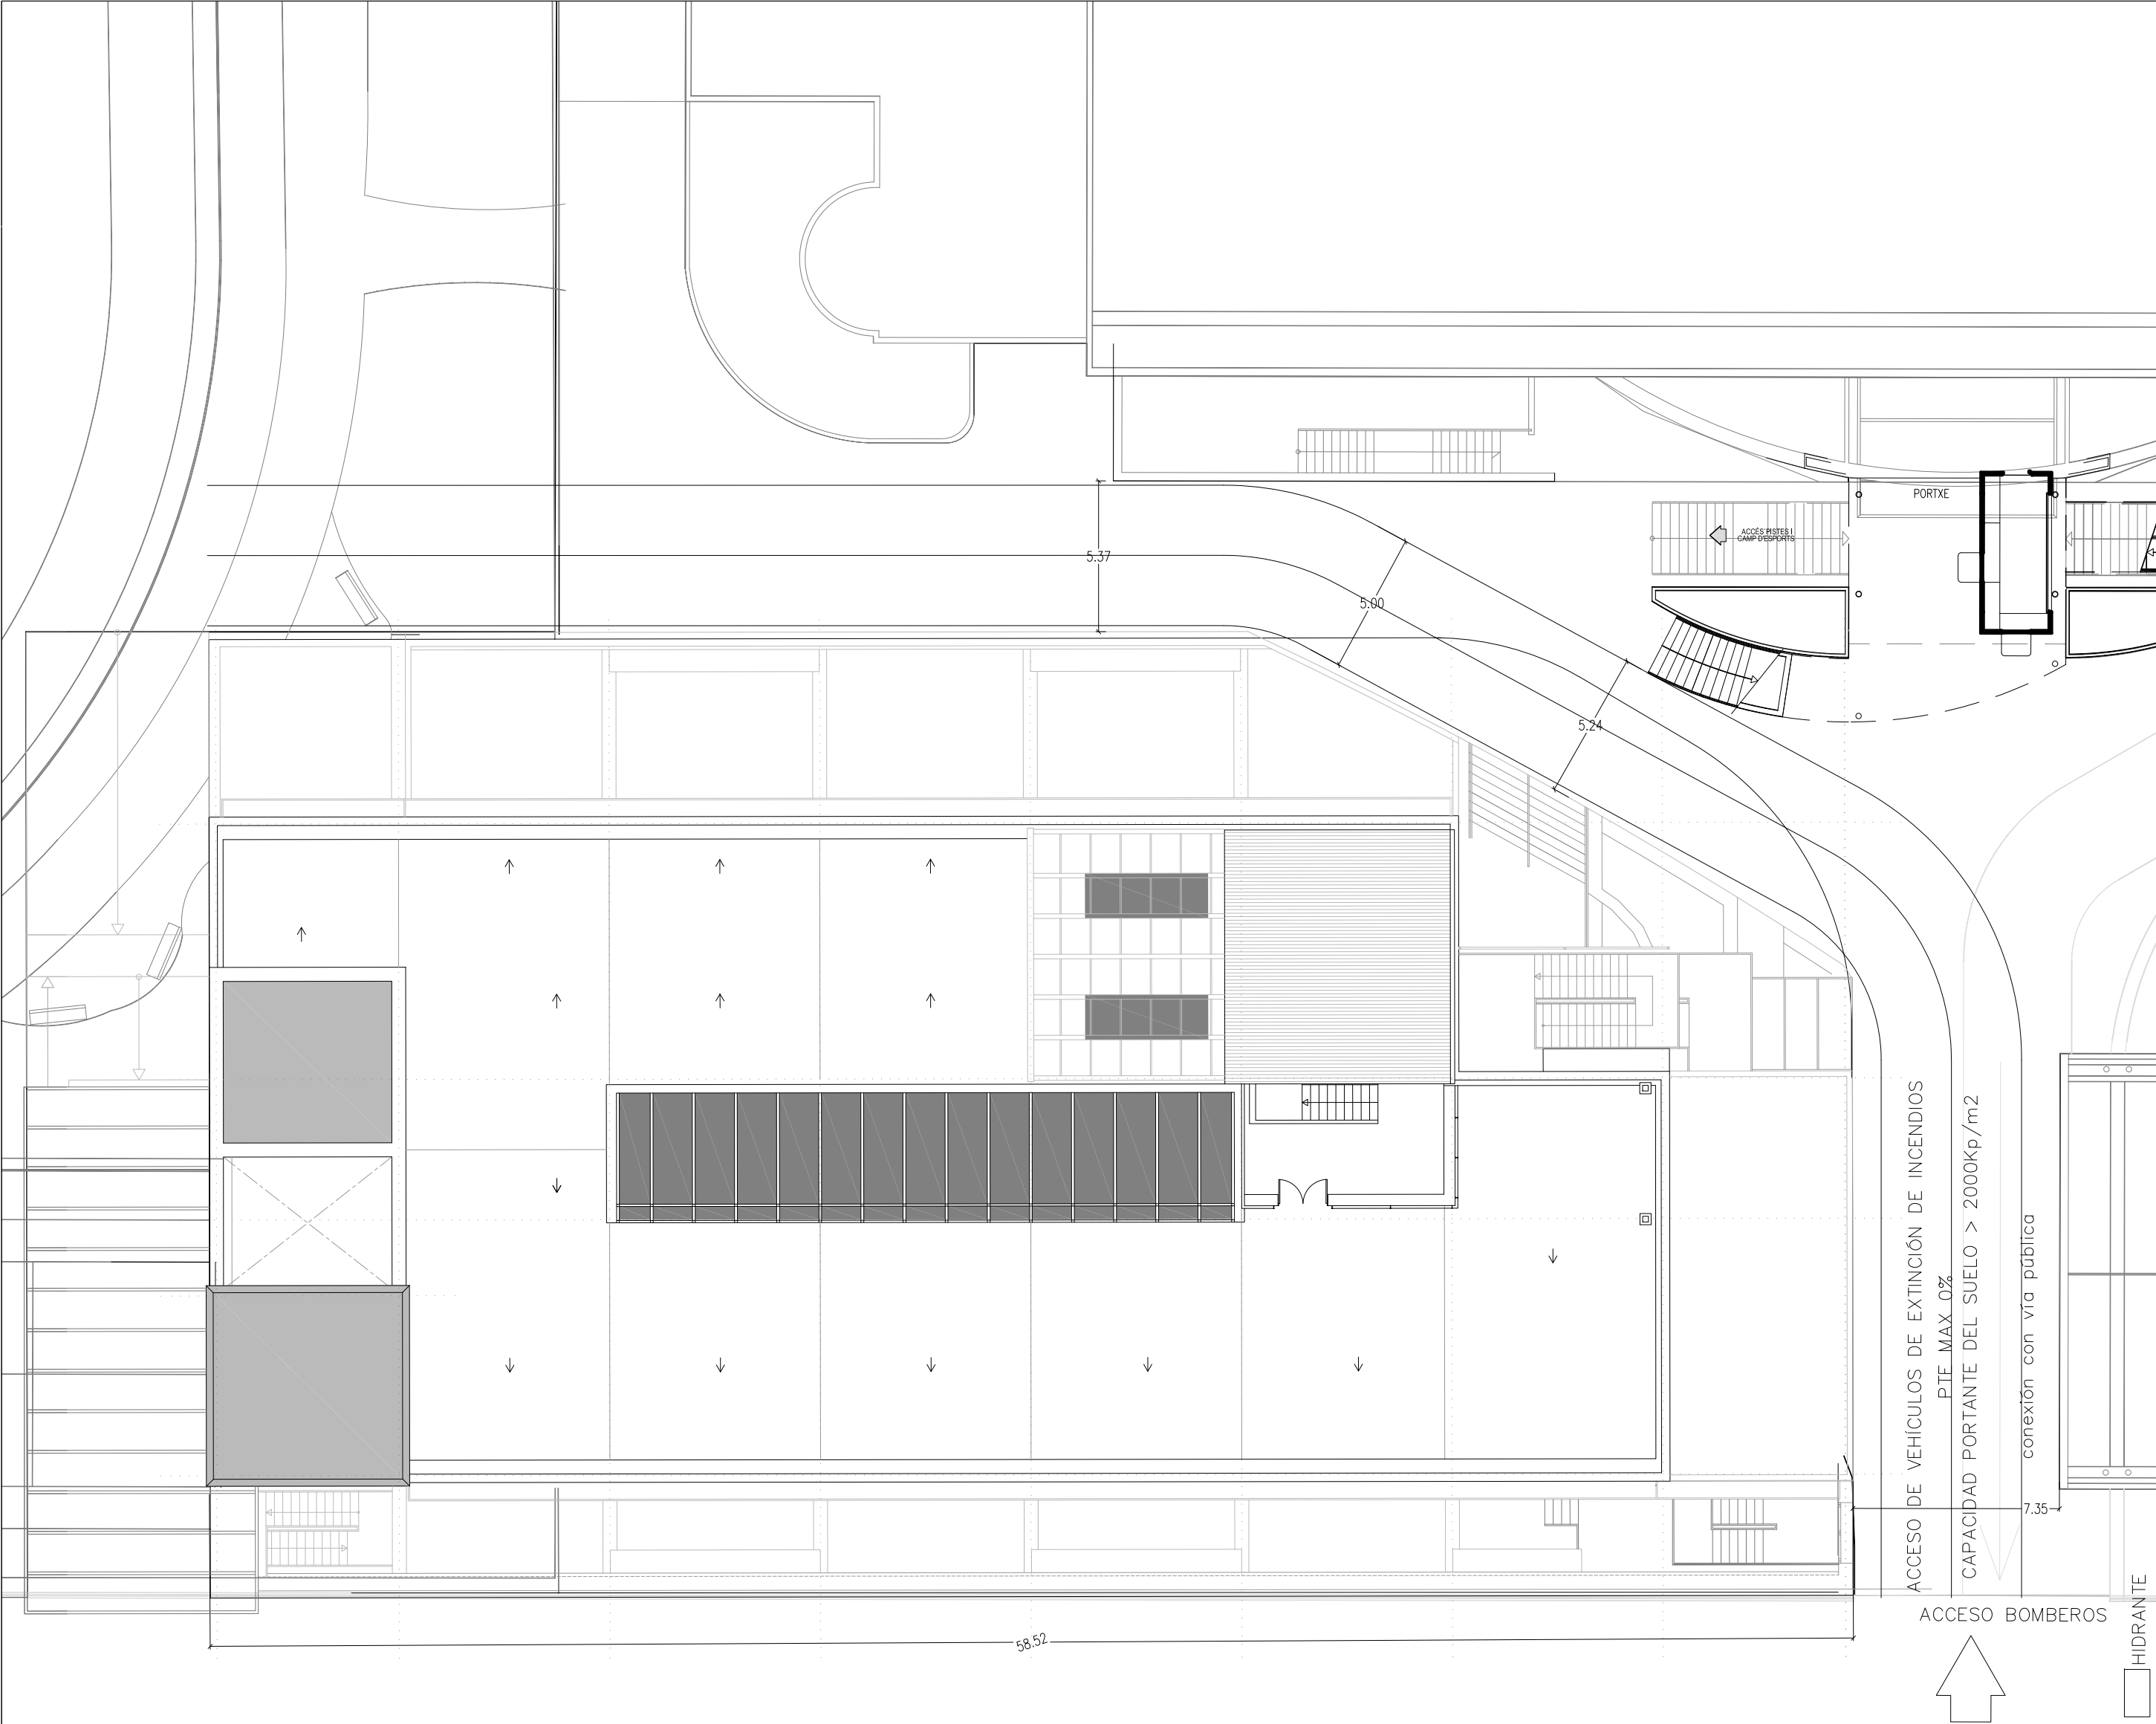 PORTXE
ACCÉS PISTES I
CAMP D'ESPORTS
5.37
5.00
5.24
ACCESO DE VEHÍCULOS DE EXTINCIÓN DE INCENDIOS
PTE MAX 0%
CAPACIDAD PORTANTE DEL SUELO > 2000Kp/m2
conexión con vía pública
7.35
58.52
ACCESO BOMBEROS
HIDRANTE